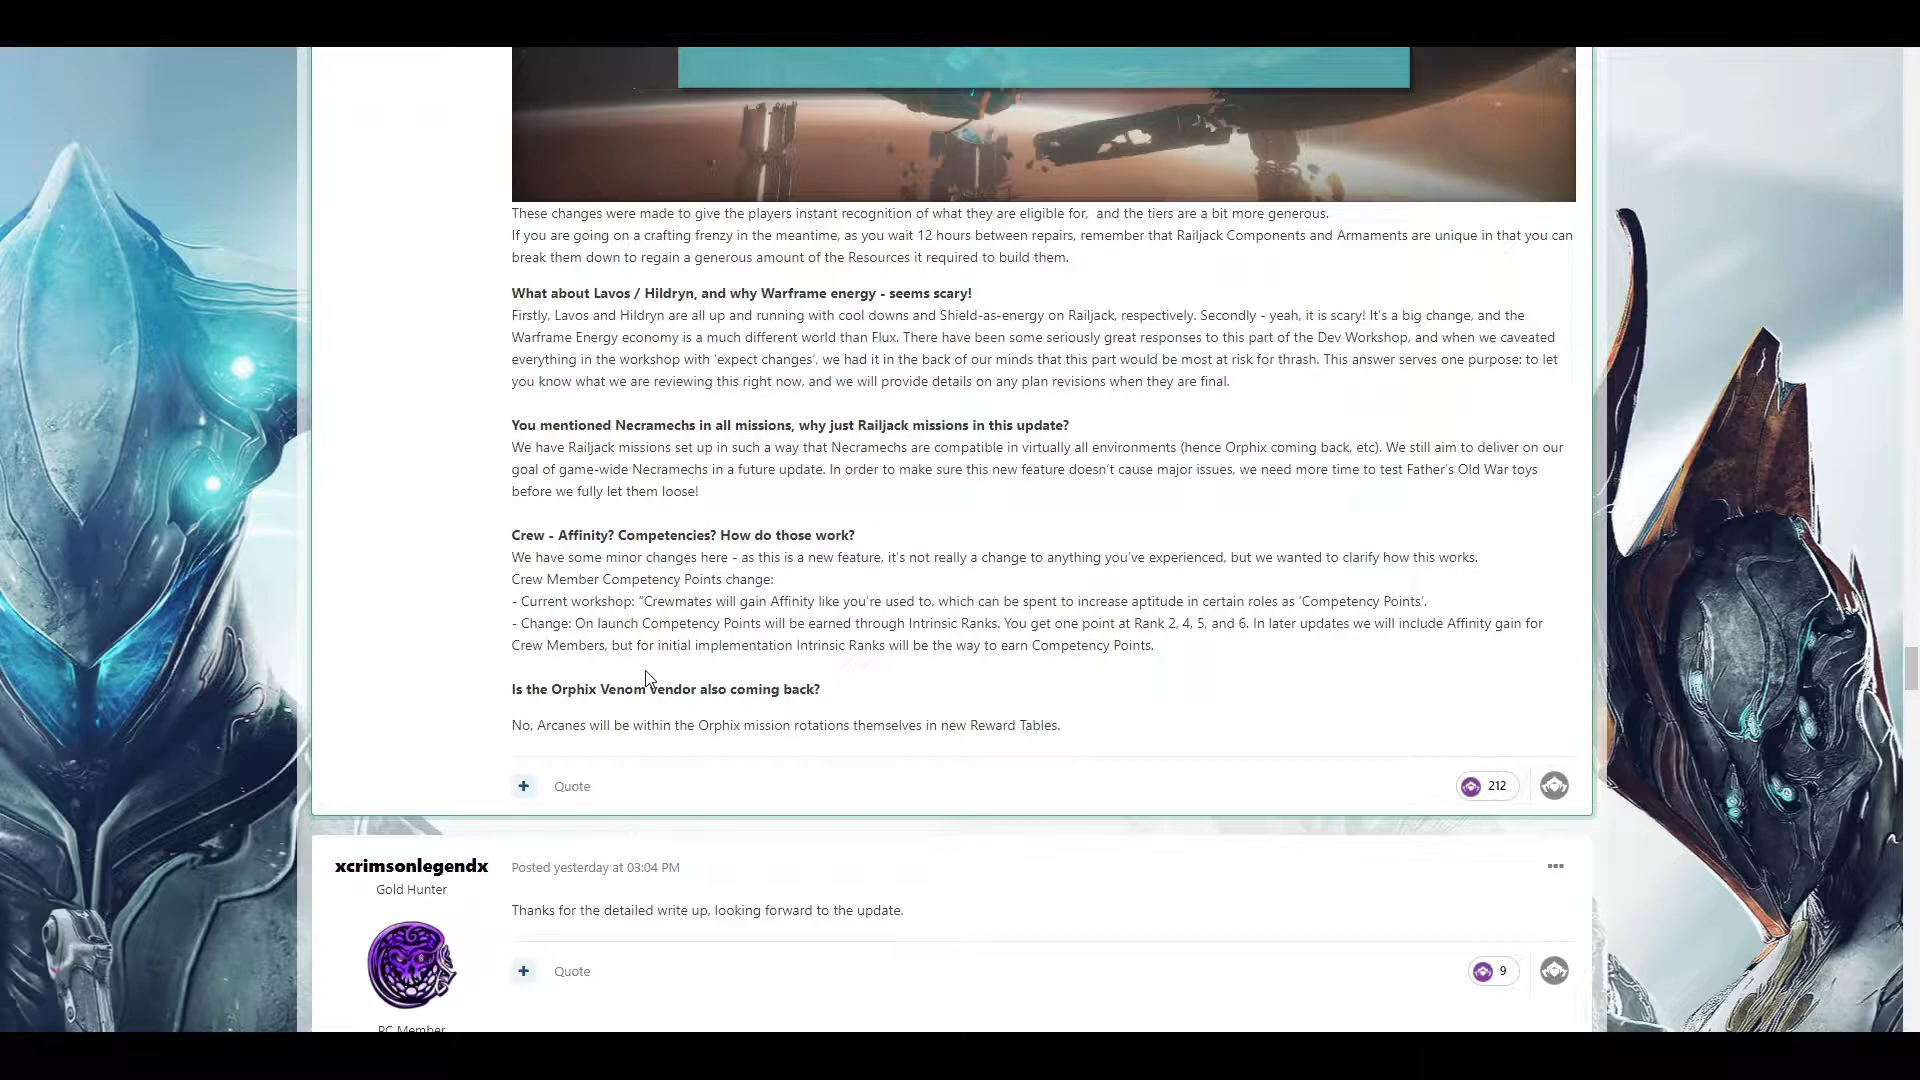 These changes were made to give the players instant recognition of what they are eligible for,  and the tiers are a bit more generous.
If you are going on a crafting frenzy in the meantime, as you wait 12 hours between repairs, remember that Railjack Components and Armaments are unique in that you can
break them down to regain a generous amount of the Resources it required to build them.
What about Lavos / Hildryn, and why Warframe energy - seems scary!
Firstly, Lavos and Hildryn are all up and running with cool downs and Shield-as-energy on Railjack, respectively. Secondly - yeah, it is scary! It’s a big change, and the
Warframe Energy economy is a much different world than Flux. There have been some seriously great responses to this part of the Dev Workshop, and when we caveated
everything in the workshop with ‘expect changes’, we had it in the back of our minds that this part would be most at risk for thrash. This answer serves one purpose: to let
you know what we are reviewing this right now, and we will provide details on any plan revisions when they are final.
You mentioned Necramechs in all missions, why just Railjack missions in this update?
We have Railjack missions set up in such a way that Necramechs are compatible in virtually all environments (hence Orphix coming back, etc). We still aim to deliver on our
goal of game-wide Necramechs in a future update. In order to make sure this new feature doesn’t cause major issues, we need more time to test Father’s Old War toys
before we fully let them loose!
Crew - Affinity? Competencies? How do those work?
We have some minor changes here - as this is a new feature, it’s not really a change to anything you’ve experienced, but we wanted to clarify how this works.
Crew Member Competency Points change:
- Current workshop: “Crewmates will gain Affinity like you’re used to, which can be spent to increase aptitude in certain roles as ‘Competency Points’.
- Change: On launch Competency Points will be earned through Intrinsic Ranks. You get one point at Rank 2, 4, 5, and 6. In later updates we will include Affinity gain for
Crew Members, but for initial implementation Intrinsic Ranks will be the way to earn Competency Points.
Is the Orphix Venom vendor also coming back?
No, Arcanes will be within the Orphix mission rotations themselves in new Reward Tables.
+ Quote 212
xcrimsonlegendx Posted yesterday at 03:04 PM
Gold Hunter
Thanks for the detailed write up, looking forward to the update.
+ Quote 9
PC Member